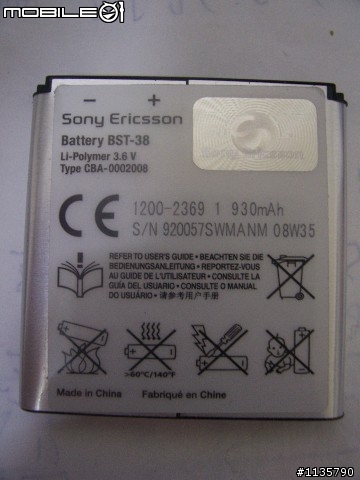 MOBILE01
− +
Sony Ericsson
Battery BST-38
Li-Polymer 3.6 V
Type CBA-0002008
Sony Ericsson
CE
1200-2369 1 930mAh
S/N 920057SWMANM 08W35
REFER TO USER'S GUIDE • BEACHTEN SIE DIE
BEDIENUNGSANLEITUNG • REPORTEZ-VOUS AU
GUIDE DE L'UTILISATEUR • CONSULTE LA
GUÍA DEL USUARIO • CONSULTE O MANUAL
DO USUÁRIO • 请参考用户手册
>60°C/140°F
Made in China
Fabriqué en China
#1135790